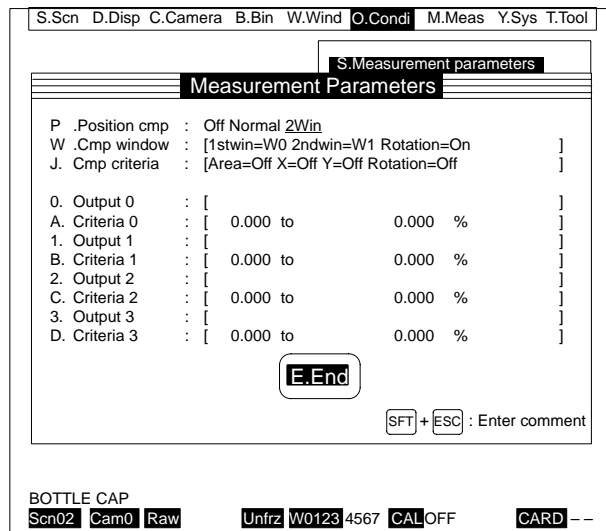 S.Scn D.Disp C.Camera B.Bin W.Wind O.Condi M.Meas Y.Sys T.Tool
S.Measurement parameters
Measurement Parameters
P .Position cmp : Off Normal 2Win
W .Cmp window : [1stwin=W0 2ndwin=W1 Rotation=On ]
J. Cmp criteria : [Area=Off X=Off Y=Off Rotation=Off ]
0. Output 0 : [ ]
A. Criteria 0 : [ 0.000 to 0.000 % ]
1. Output 1 : [ ]
B. Criteria 1 : [ 0.000 to 0.000 % ]
2. Output 2 : [ ]
C. Criteria 2 : [ 0.000 to 0.000 % ]
3. Output 3 : [ ]
D. Criteria 3 : [ 0.000 to 0.000 % ]
E.End
SFT + ESC : Enter comment
BOTTLE CAP
Scn02 Cam0 Raw Unfrz W0123 4567 CAL OFF CARD – –